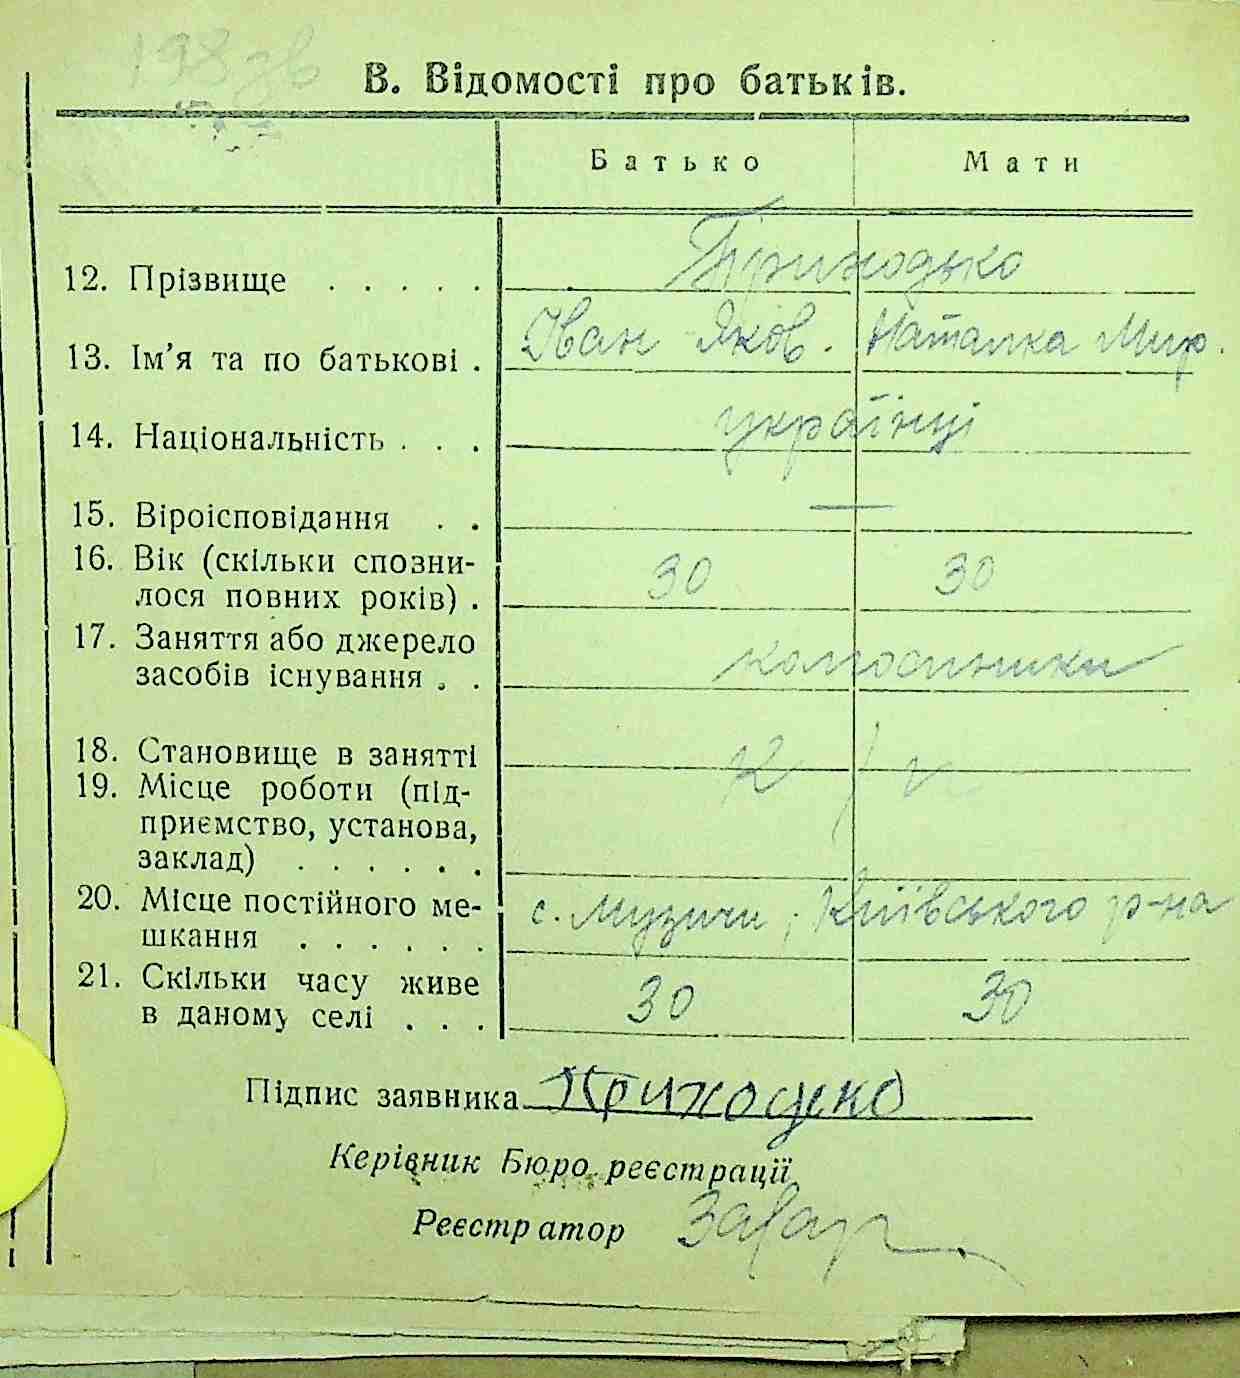 198 зв
В. Відомості про батьків.
Батько Мати
12. Прізвище . . . . . Приходько
13. Ім'я та по батькові . Іван Яков. Наталка Мир.
14. Національність . . . українці
15. Віроісповідання . . —
16. Вік (скільки спозни-
лося повних років) . 30 30
17. Заняття або джерело
засобів існування . . колгоспники
18. Становище в занятті
19. Місце роботи (під-
приємство, установа,
заклад) . . . . . .
20. Місце постійного ме-
шкання . . . . . . с. Музичи, Київського р-на
21. Скільки часу живе
в даному селі . . . 30 30
Підпис заявника Приходько
Керівник Бюро реєстрації
Реєстратор